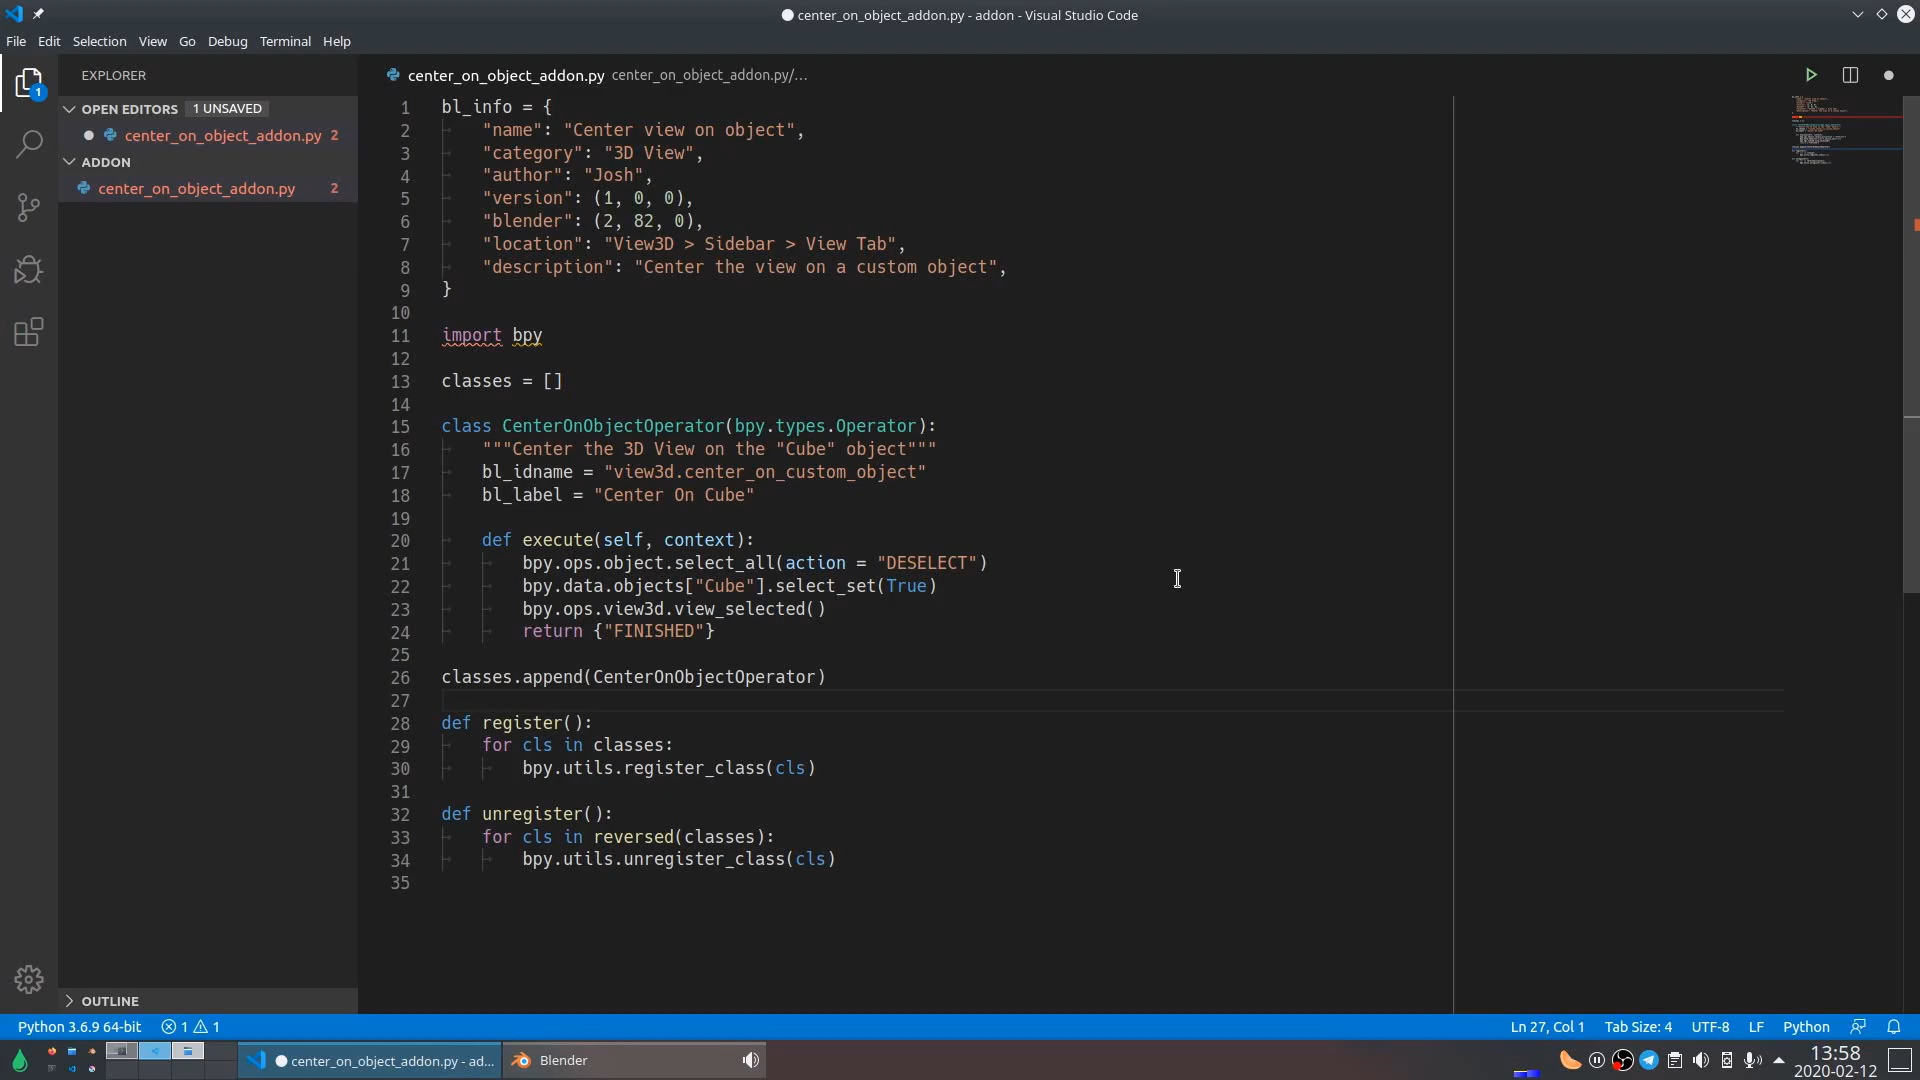 center_on_object_addon.py - addon - Visual Studio Code
File Edit Selection View Go Debug Terminal Help
EXPLORER
OPEN EDITORS 1 UNSAVED
center_on_object_addon.py 2
ADDON
center_on_object_addon.py 2
OUTLINE
1
center_on_object_addon.py center_on_object_addon.py/...
1 bl_info = {
2 "name": "Center view on object",
3 "category": "3D View",
4 "author": "Josh",
5 "version": (1, 0, 0),
6 "blender": (2, 82, 0),
7 "location": "View3D > Sidebar > View Tab",
8 "description": "Center the view on a custom object",
9 }
10
11 import bpy
12
13 classes = []
14
15 class CenterOnObjectOperator(bpy.types.Operator):
16 """Center the 3D View on the "Cube" object"""
17 bl_idname = "view3d.center_on_custom_object"
18 bl_label = "Center On Cube"
19
20 def execute(self, context):
21 bpy.ops.object.select_all(action = "DESELECT")
22 bpy.data.objects["Cube"].select_set(True)
23 bpy.ops.view3d.view_selected()
24 return {"FINISHED"}
25
26 classes.append(CenterOnObjectOperator)
27
28 def register():
29 for cls in classes:
30 bpy.utils.register_class(cls)
31
32 def unregister():
33 for cls in reversed(classes):
34 bpy.utils.unregister_class(cls)
35
Python 3.6.9 64-bit 1 1 Ln 27, Col 1 Tab Size: 4 UTF-8 LF Python
center_on_object_addon.py - ad... Blender 13:58
2020-02-12